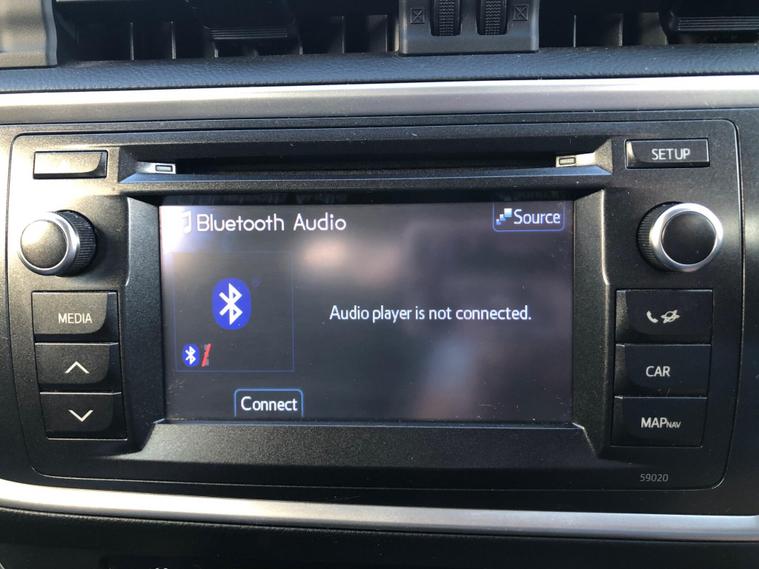 SETUP
Bluetooth Audio
Source
MEDIA
Audio player is not connected.
CAR
Connect
MAPNAV
59020